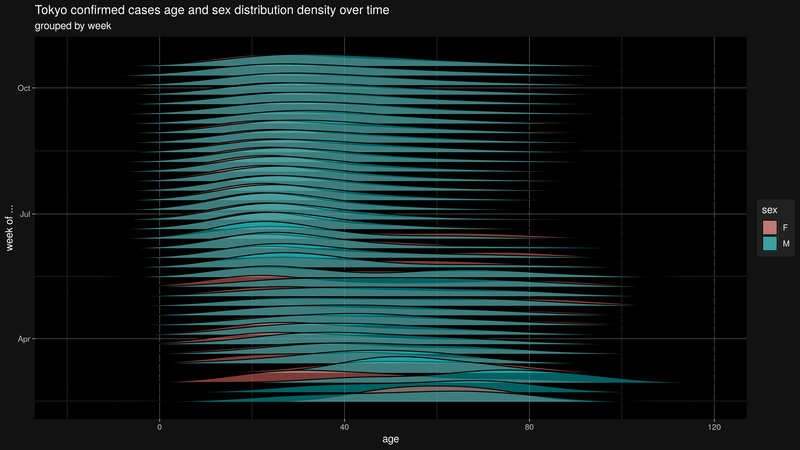 Tokyo confirmed cases age and sex distribution density over time
grouped by week
Oct
Jul
Apr
week of ...
0 40 80 120
age
sex
F
M